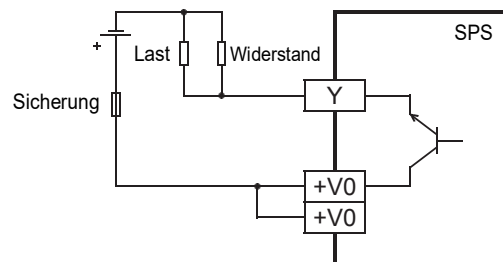 SPS
Last
Widerstand
+
Sicherung
Y
+V0
+V0